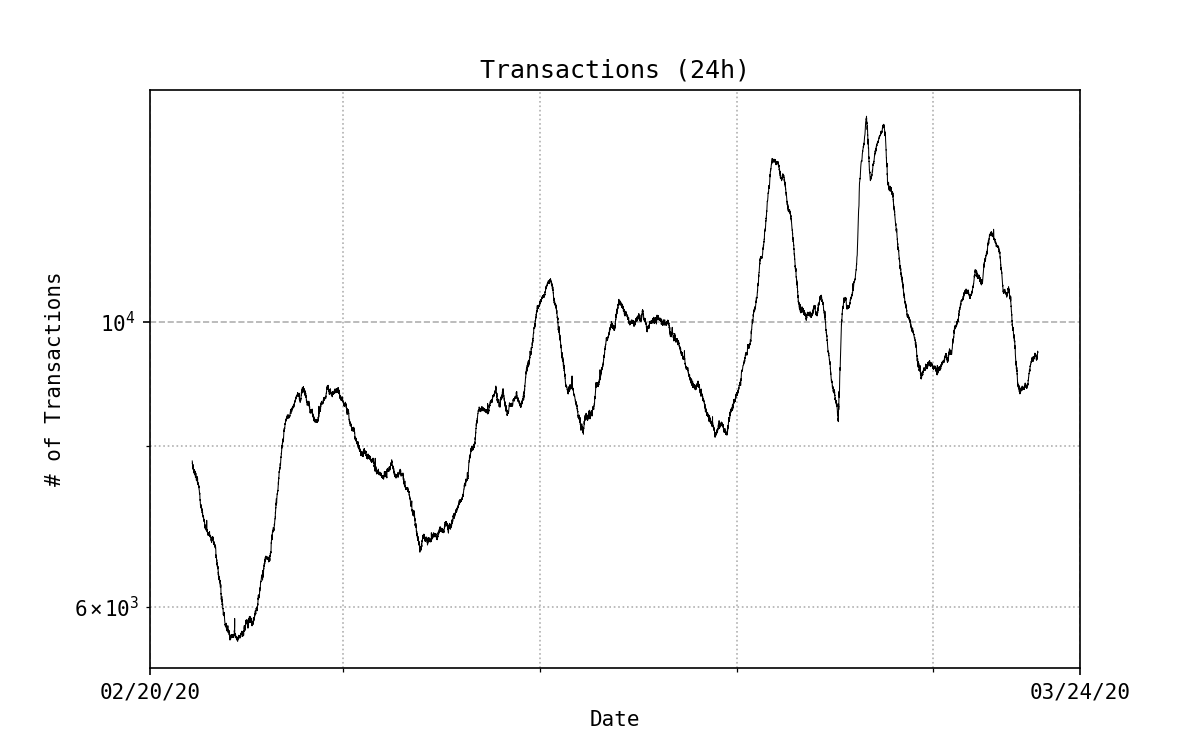 Transactions (24h)
# of Transactions
10⁴
6×10³
02/20/20
03/24/20
Date